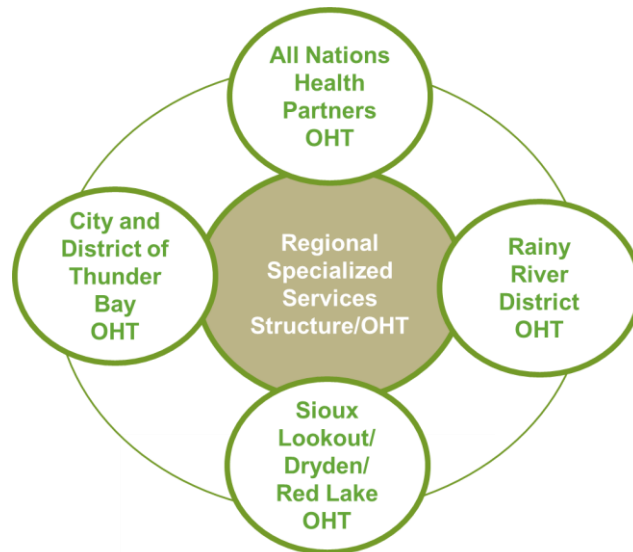 All Nations
Health
Partners
OHT
City and
District of
Thunder
Bay
OHT
Regional
Specialized
Services
Structure/OHT
Rainy
River
District
OHT
Sioux
Lookout/
Dryden/
Red Lake
OHT